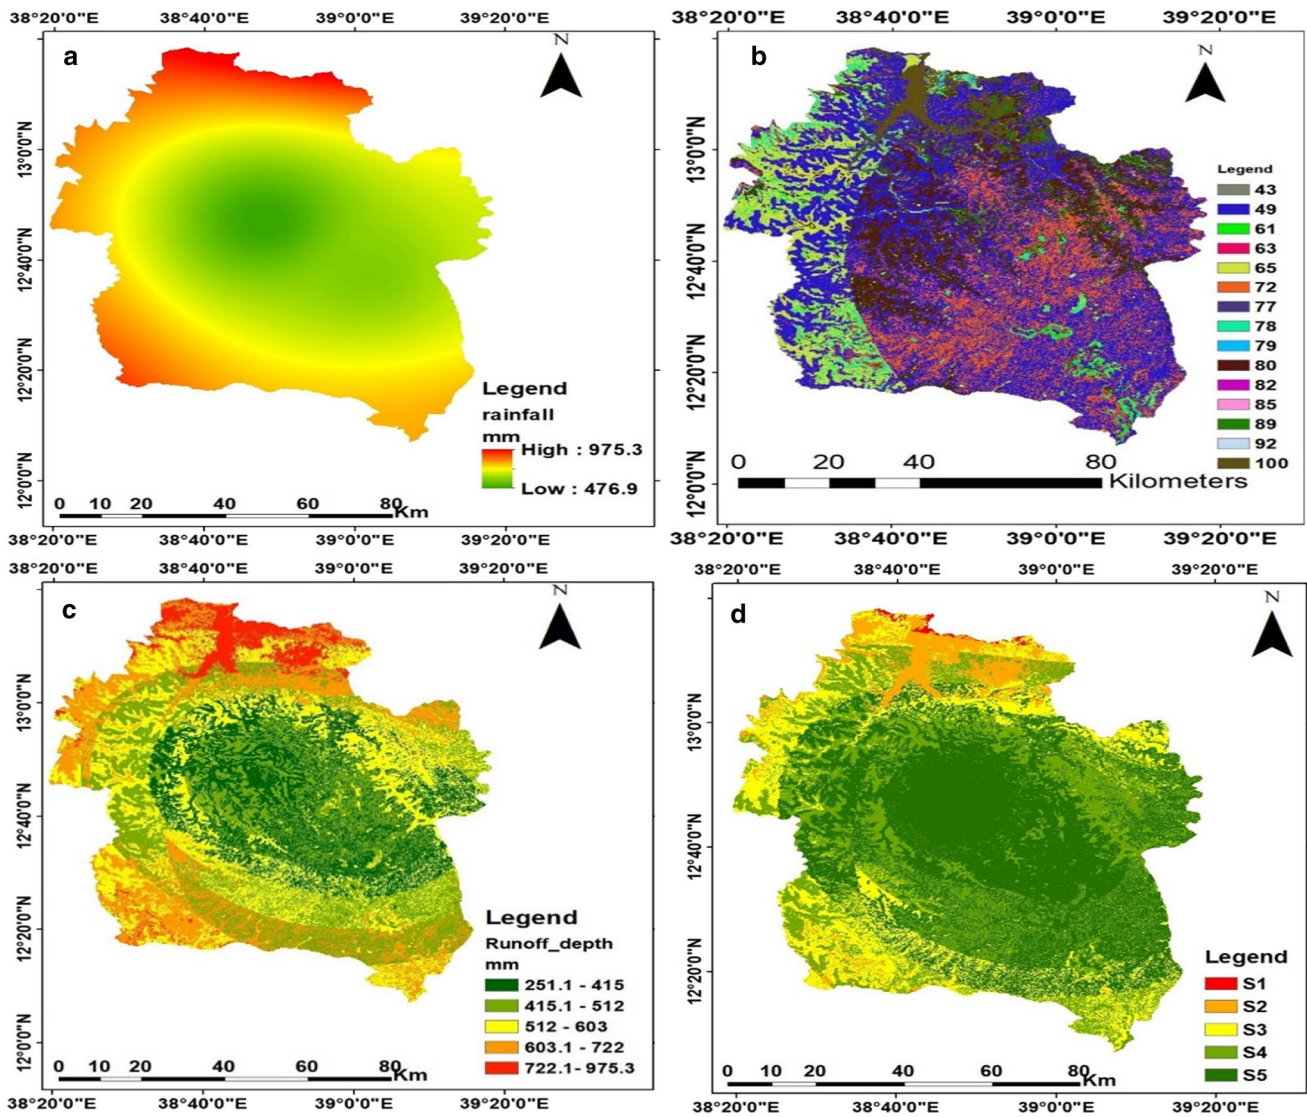 38°20'0"E 38°40'0"E 39°0'0"E 39°20'0"E
a
N
13°0'0"N
12°40'0"N
12°20'0"N
12°0'0"N
Legend
rainfall
mm
High : 975.3
Low : 476.9
0 10 20 40 60 80
Km
38°20'0"E 38°40'0"E 39°0'0"E 39°20'0"E
38°20'0"E 38°40'0"E 39°0'0"E 39°20'0"E
b
N
13°0'0"N
12°40'0"N
12°20'0"N
12°0'0"N
Legend
43
49
61
63
65
72
77
78
79
80
82
85
89
92
100
0 20 40 80
Kilometers
38°20'0"E 38°40'0"E 39°0'0"E 39°20'0"E
38°20'0"E 38°40'0"E 39°0'0"E 39°20'0"E
c
N
13°0'0"N
12°40'0"N
12°20'0"N
12°0'0"N
Legend
Runoff_depth
mm
251.1 - 415
415.1 - 512
512 - 603
603.1 - 722
722.1- 975.3
0 10 20 40 60 80
Km
38°20'0"E 38°40'0"E 39°0'0"E 39°20'0"E
38°20'0"E 38°40'0"E 39°0'0"E 39°20'0"E
d
N
13°0'0"N
12°40'0"N
12°20'0"N
Legend
S1
S2
S3
S4
S5
0 10 20 40 60 80
Km
38°20'0"E 38°40'0"E 39°0'0"E 39°20'0"E